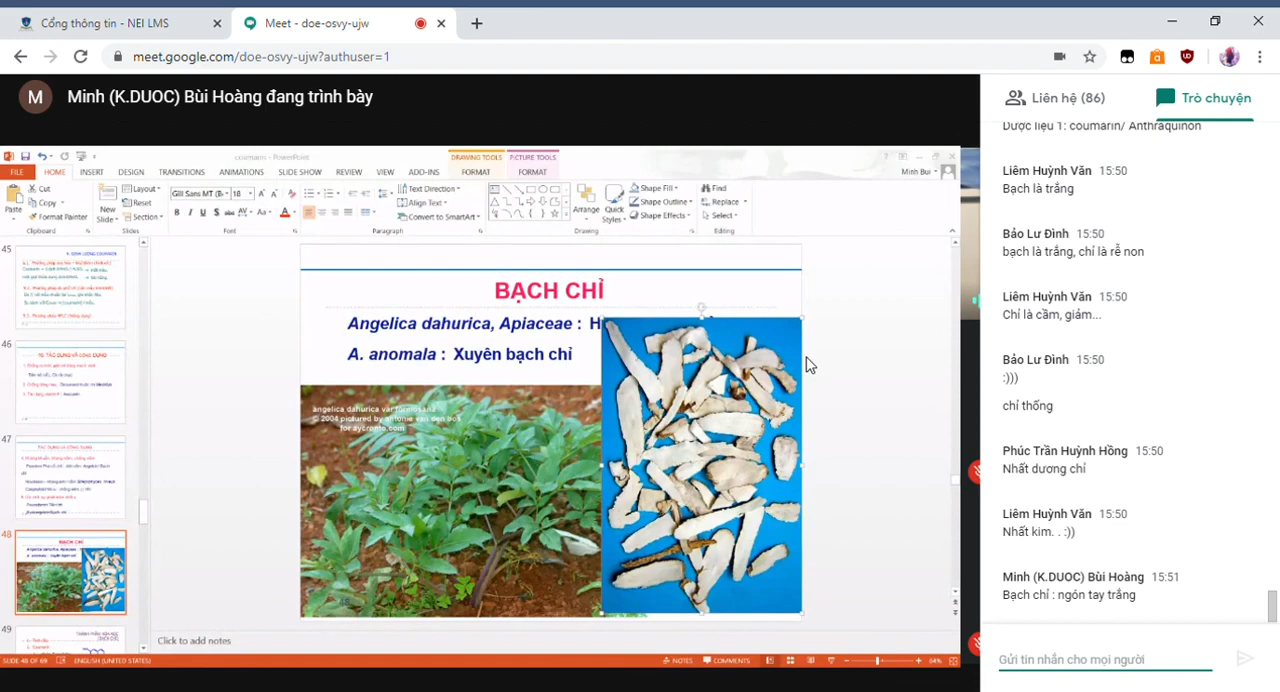 Cổng thông tin - NEI LMS
Meet - doe-osvy-ujw
meet.google.com/doe-osvy-ujw?authuser=1
M
Minh (K.DUOC) Bùi Hoàng đang trình bày
Liên hệ (86)
Trò chuyện
coumarin - PowerPoint
DRAWING TOOLS
PICTURE TOOLS
FILE
HOME
INSERT
DESIGN
TRANSITIONS
ANIMATIONS
SLIDE SHOW
REVIEW
VIEW
ADD-INS
FORMAT
FORMAT
Minh Bui
Paste
Cut
Copy
Format Painter
Clipboard
New
Slide
Layout
Reset
Section
Slides
Gill Sans MT (B
18
B I U S abc AV Aa A
Font
Text Direction
Align Text
Convert to SmartArt
Paragraph
Arrange
Quick
Styles
Shape Fill
Shape Outline
Shape Effects
Drawing
Find
Replace
Select
Editing
45
46
47
48
49
BẠCH CHỈ
Angelica dahurica, Apiaceae : H
A. anomala : Xuyên bạch chỉ
angelica dahurica var formosana
© 2004 pictured by antonie van den bos
for aycronto.com
48
Click to add notes
SLIDE 48 OF 69
ENGLISH (UNITED STATES)
NOTES
COMMENTS
64%
Dược liệu 1: coumarin/ Anthraquinon
Liêm Huỳnh Văn 15:50
Bạch là trắng
Bảo Lư Đình 15:50
bạch là trắng, chỉ là rễ non
Liêm Huỳnh Văn 15:50
Chỉ là cầm, giảm...
Bảo Lư Đình 15:50
:)))
chỉ thống
Phúc Trần Huỳnh Hồng 15:50
Nhất dương chỉ
Liêm Huỳnh Văn 15:50
Nhất kim. . :))
Minh (K.DUOC) Bùi Hoàng 15:51
Bạch chỉ : ngón tay trắng
Gửi tin nhắn cho mọi người